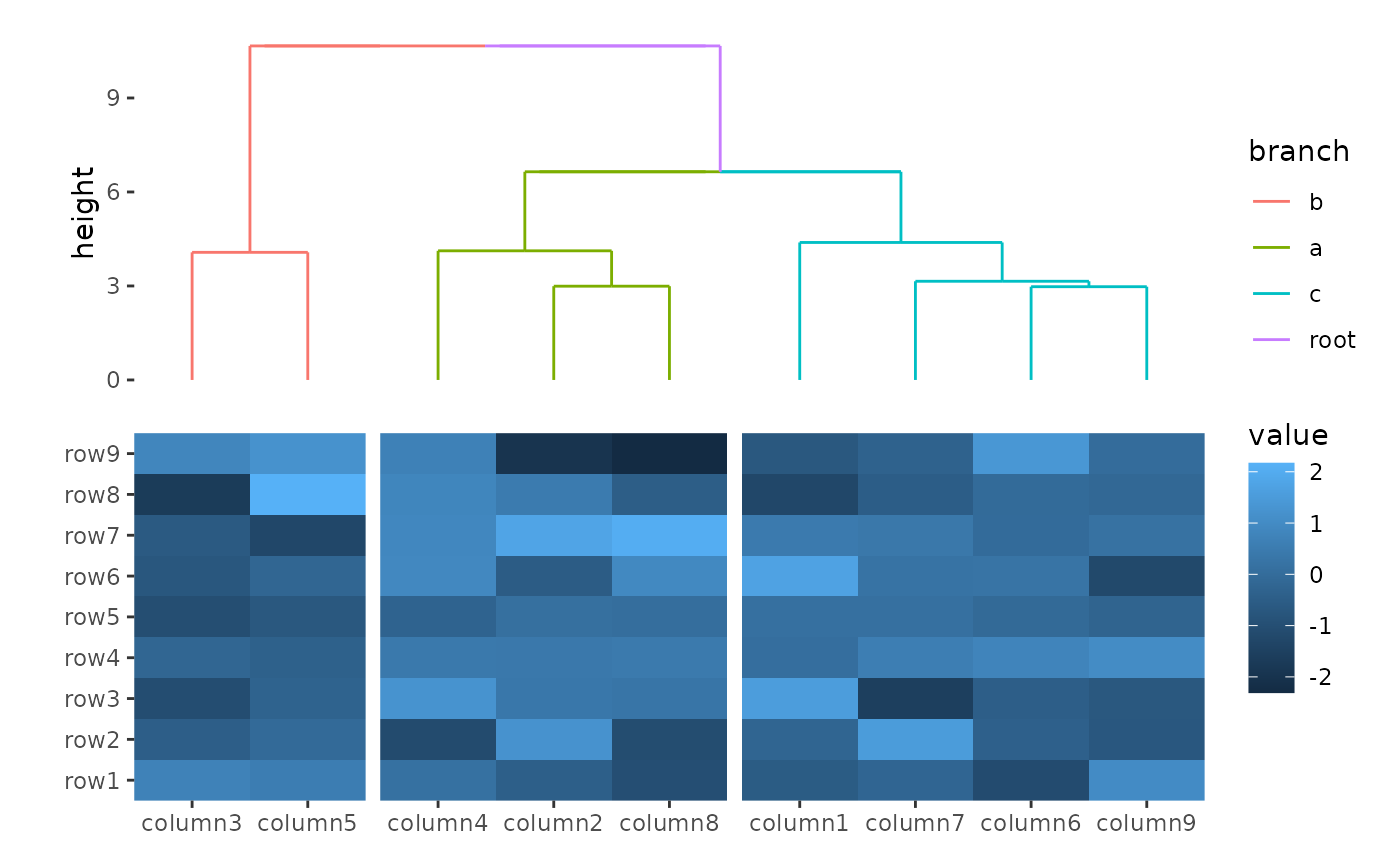 height
9
6
3
0
branch
b
a
c
root
value
2
1
0
-1
-2
row9
row8
row7
row6
row5
row4
row3
row2
row1
column3 column5 column4 column2 column8 column1 column7 column6 column9